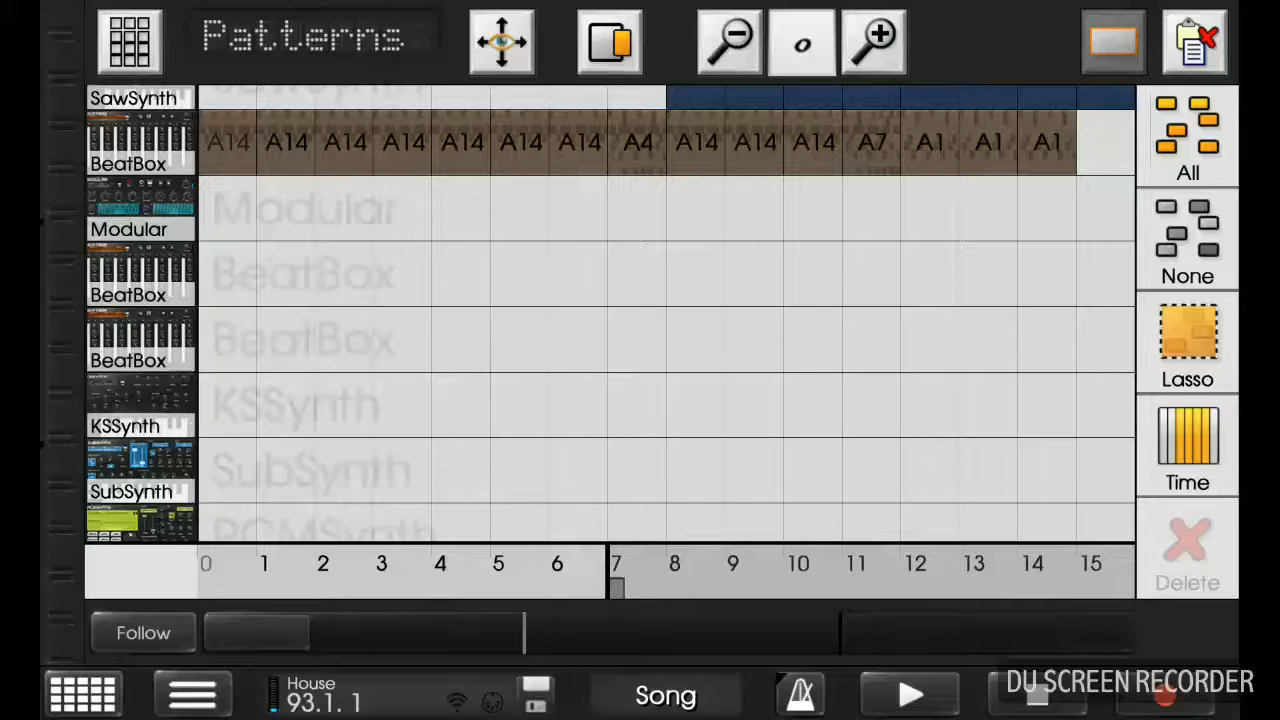 Patterns
SawSynth
SawSynth
BeatBox
A14 A14 A14 A14 A14 A14 A14 A4 A14 A14 A14 A7 A1 A1 A1
All
Modular
Modular
BeatBox
BeatBox
None
BeatBox
BeatBox
Lasso
KSSynth
KSSynth
SubSynth
SubSynth
Time
PCMSynth
0 1 2 3 4 5 6 7 8 9 10 11 12 13 14 15
Delete
Follow
House
93.1. 1
Song
DU SCREEN RECORDER